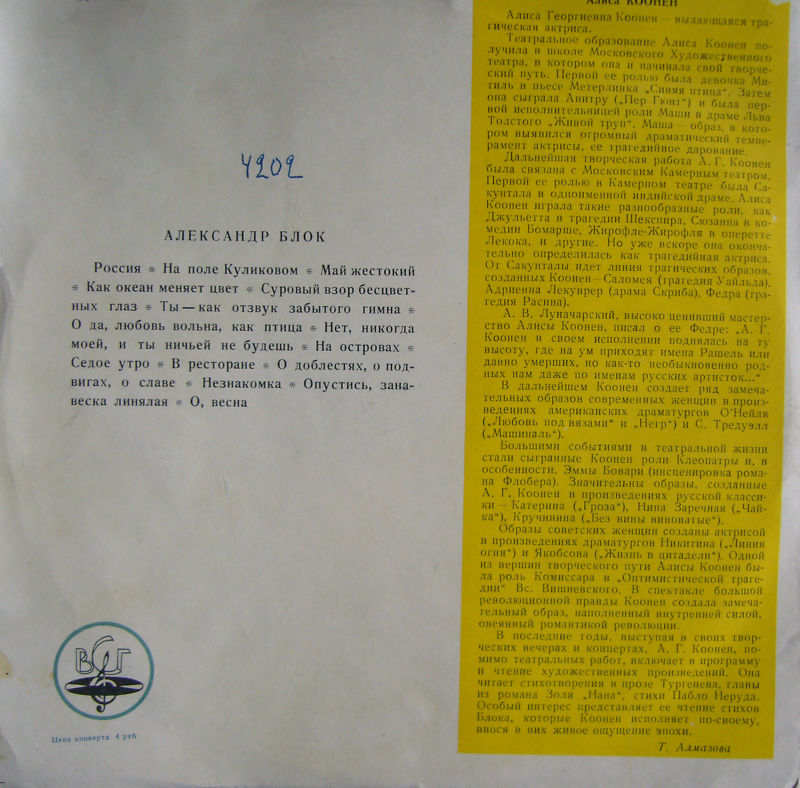 4202
АЛЕКСАНДР БЛОК
Россия * На поле Куликовом * Май жестокий
* Как океан меняет цвет * Суровый взор бесцвет-
ных глаз * Ты — как отзвук забытого гимна *
О да, любовь вольна, как птица * Нет, никогда
моей, и ты ничьей не будешь * На островах *
Седое утро * В ресторане * О доблестях, о под-
вигах, о славе * Незнакомка * Опустись, зана-
веска линялая * О, весна
ВСГ
Цена конверта 4 руб
Алиса КООНЕН
Алиса Георгиевна Коонен — выдающаяся тра-
гическая актриса.
Театральное образование Алиса Коонен по-
лучила в школе Московского Художественного
театра, в котором она и начинала свой творче-
ский путь. Первой ее ролью была девочка Ми-
тиль в пьесе Метерлинка „Синяя птица“. Затем
она сыграла Анитру („Пер Гюнт“) и была пер-
вой исполнительницей роли Маши в драме Льва
Толстого „Живой труп“. Маша — образ, в кото-
ром выявился огромный драматический темпе-
рамент актрисы, ее трагедийное дарование.
Дальнейшая творческая работа А. Г. Коонен
была связана с Московским Камерным театром.
Первой ее ролью в Камерном театре была Са-
кунтала в одноименной индийской драме. Алиса
Коонен играла такие разнообразные роли, как
Джульетта в трагедии Шекспира, Сюзанна в ко-
медии Бомарше, Жирофле-Жирофля в оперетте
Лекока, и другие. Но уже вскоре она оконча-
тельно определилась как трагедийная актриса.
От Сакунталы идет линия трагических образов,
созданных Коонен — Саломея (трагедия Уайльда),
Адриенна Лекуврер (драма Скриба), Федра (тра-
гедия Расина).
А. В. Луначарский, высоко ценивший мастер-
ство Алисы Коонен, писал о ее Федре: „А. Г.
Коонен в своем исполнении поднялась на ту
высоту, где на ум приходят имена Рашель или
давно умерших, но как-то необыкновенно род-
ных нам даже по именам русских артисток...“
В дальнейшем Коонен создает ряд замеча-
тельных образов современных женщин в произ-
ведениях американских драматургов О'Нейля
(„Любовь под вязами“ и „Негр“) и С. Тредуэлл
(„Машиналь“).
Большими событиями в театральной жизни
стали сыгранные Коонен роли Клеопатры и, в
особенности, Эммы Бовари (инсценировка рома-
на Флобера). Значительны образы, созданные
А. Г. Коонен в произведениях русской класси-
ки — Катерина („Гроза“), Нина Заречная („Чай-
ка“), Кручинина („Без вины виноватые“).
Образы советских женщин созданы актрисой
в произведениях драматургов Никитина („Линия
огня“) и Якобсона („Жизнь в цитадели“). Одной
из вершин творческого пути Алисы Коонен бы-
ла роль Комиссара в „Оптимистической траге-
дии“ Вс. Вишневского. В спектакле большой
революционной правды Коонен создала замеча-
тельный образ, наполненный внутренней силой,
овеянный романтикой революции.
В последние годы, выступая в своих твор-
ческих вечерах и концертах, А. Г. Коонен, по-
мимо театральных работ, включает в программу
и чтение художественных произведений. Она
читает стихотворения в прозе Тургенева, главы
из романа Золя „Нана“, стихи Пабло Неруда.
Особый интерес представляет ее чтение стихов
Блока, которые Коонен исполняет по-своему,
внося в них живое ощущение эпохи.
Т. Алмазова